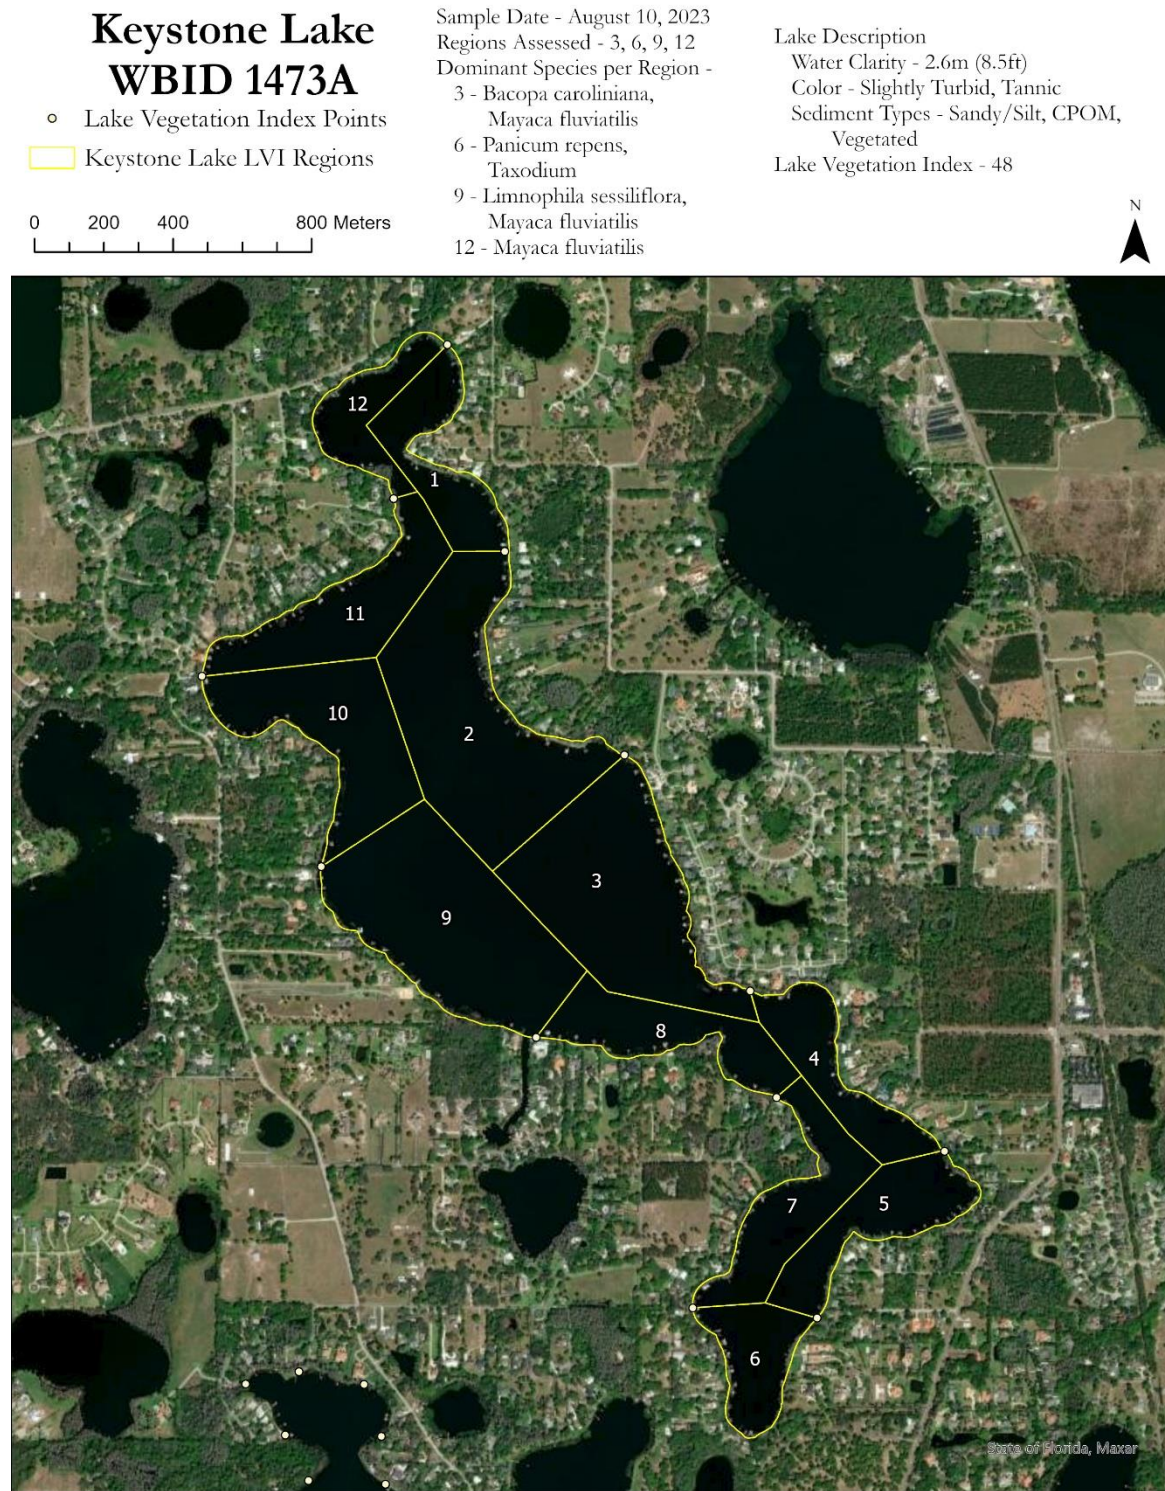 Keystone Lake
WBID 1473A
Lake Vegetation Index Points
Keystone Lake LVI Regions
0 200 400 800 Meters
Sample Date - August 10, 2023
Regions Assessed - 3, 6, 9, 12
Dominant Species per Region -
3 - Bacopa caroliniana,
Mayaca fluviatilis
6 - Panicum repens,
Taxodium
9 - Limnophila sessiliflora,
Mayaca fluviatilis
12 - Mayaca fluviatilis
Lake Description
Water Clarity - 2.6m (8.5ft)
Color - Slightly Turbid, Tannic
Sediment Types - Sandy/Silt, CPOM,
Vegetated
Lake Vegetation Index - 48
N
12
1
11
10
2
3
9
8
4
7
5
6
State of Florida, Maxar